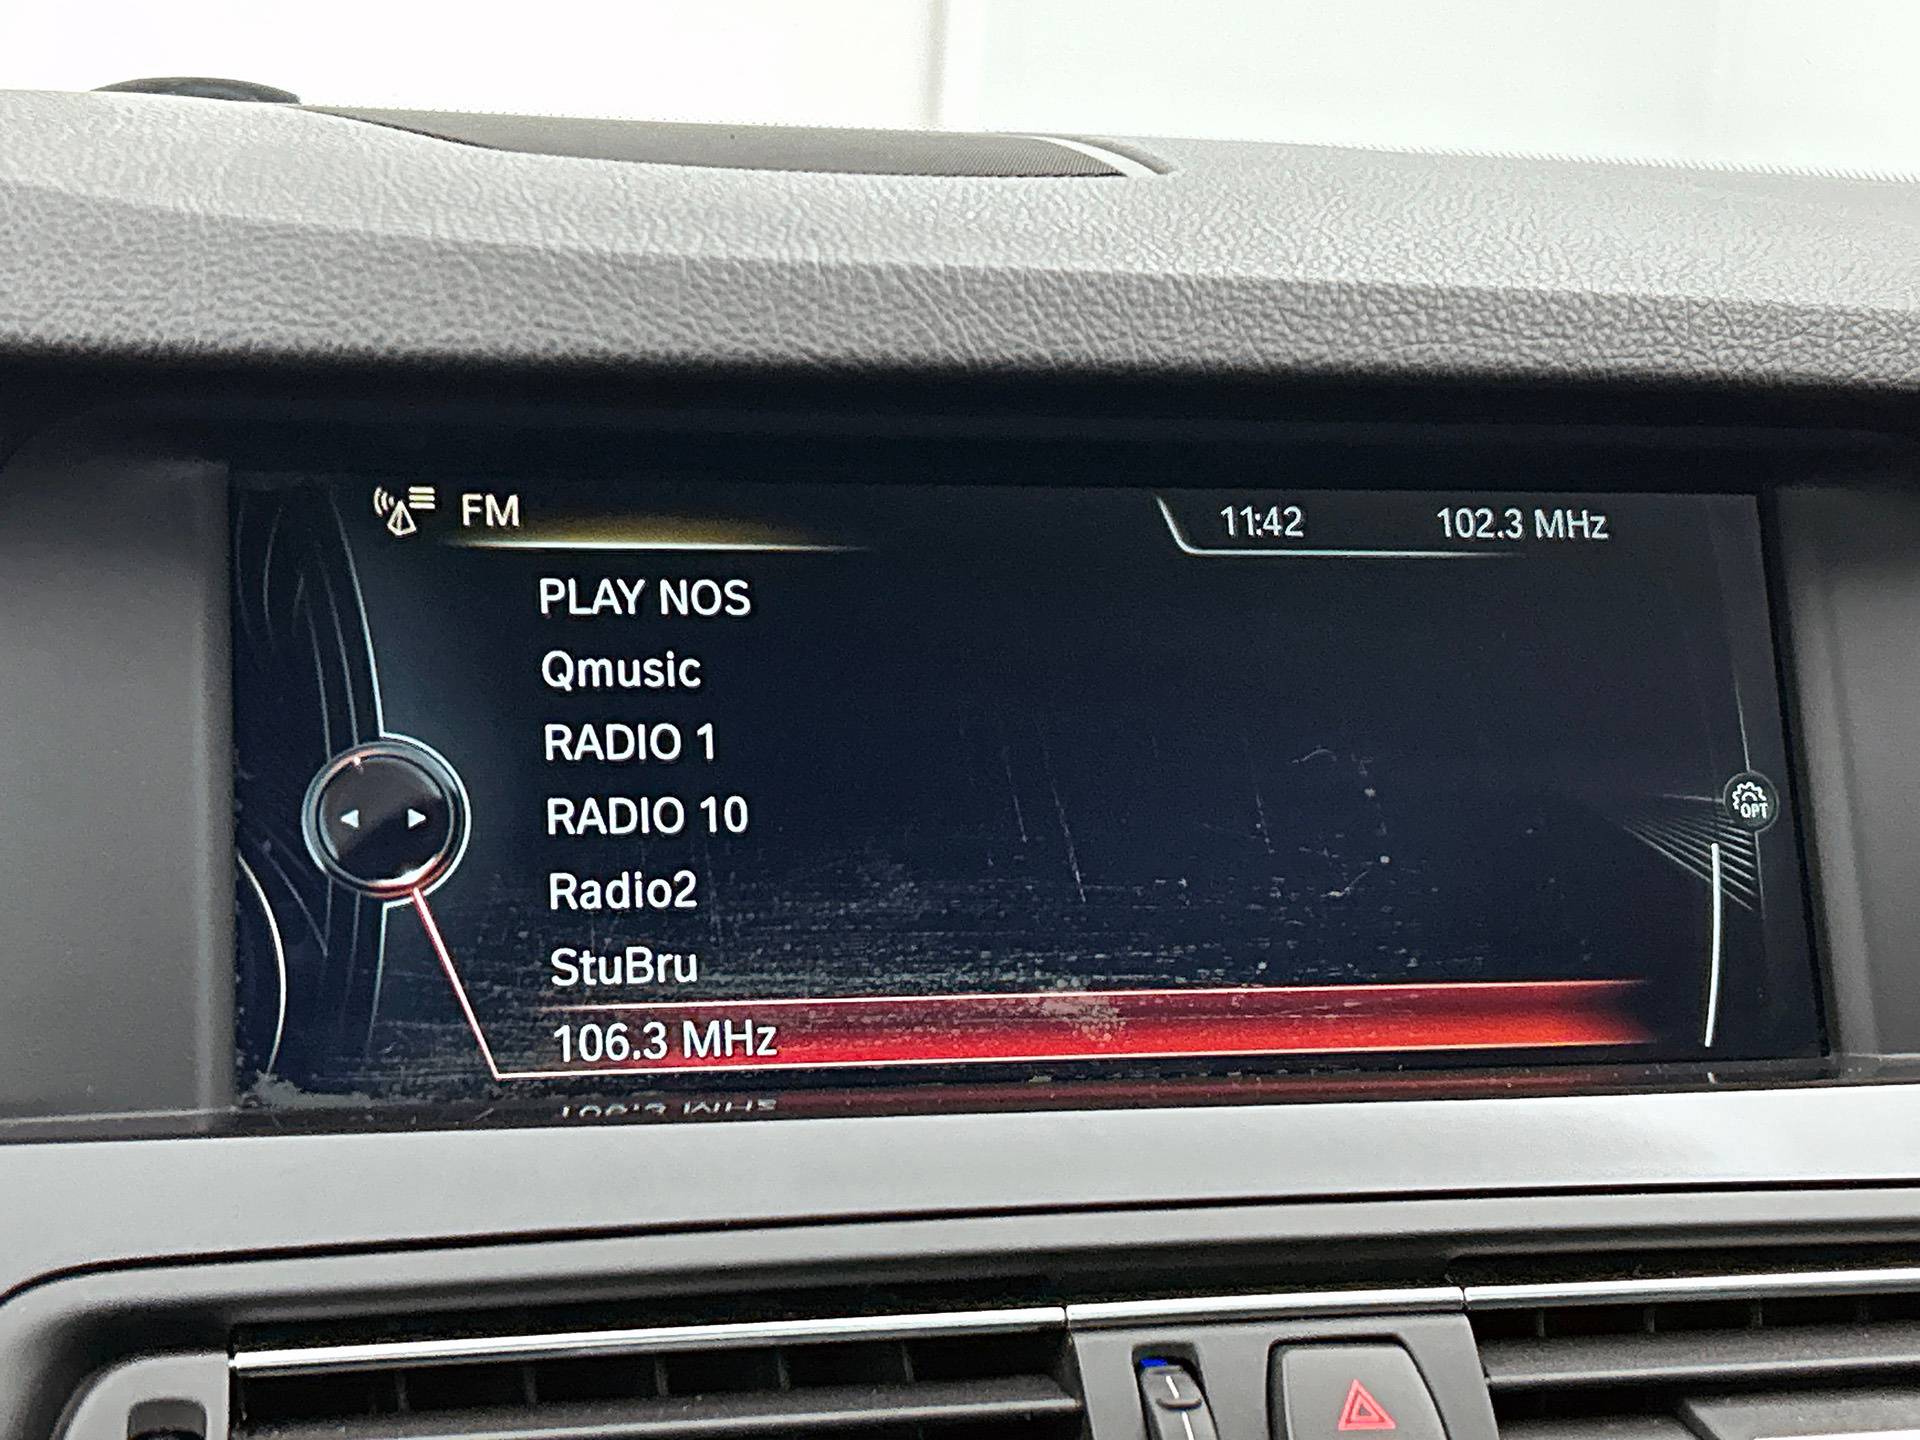 FM
11:42 102.3 MHz
PLAY NOS
Qmusic
RADIO 1
RADIO 10
Radio2
StuBru
106.3 MHz
OPT